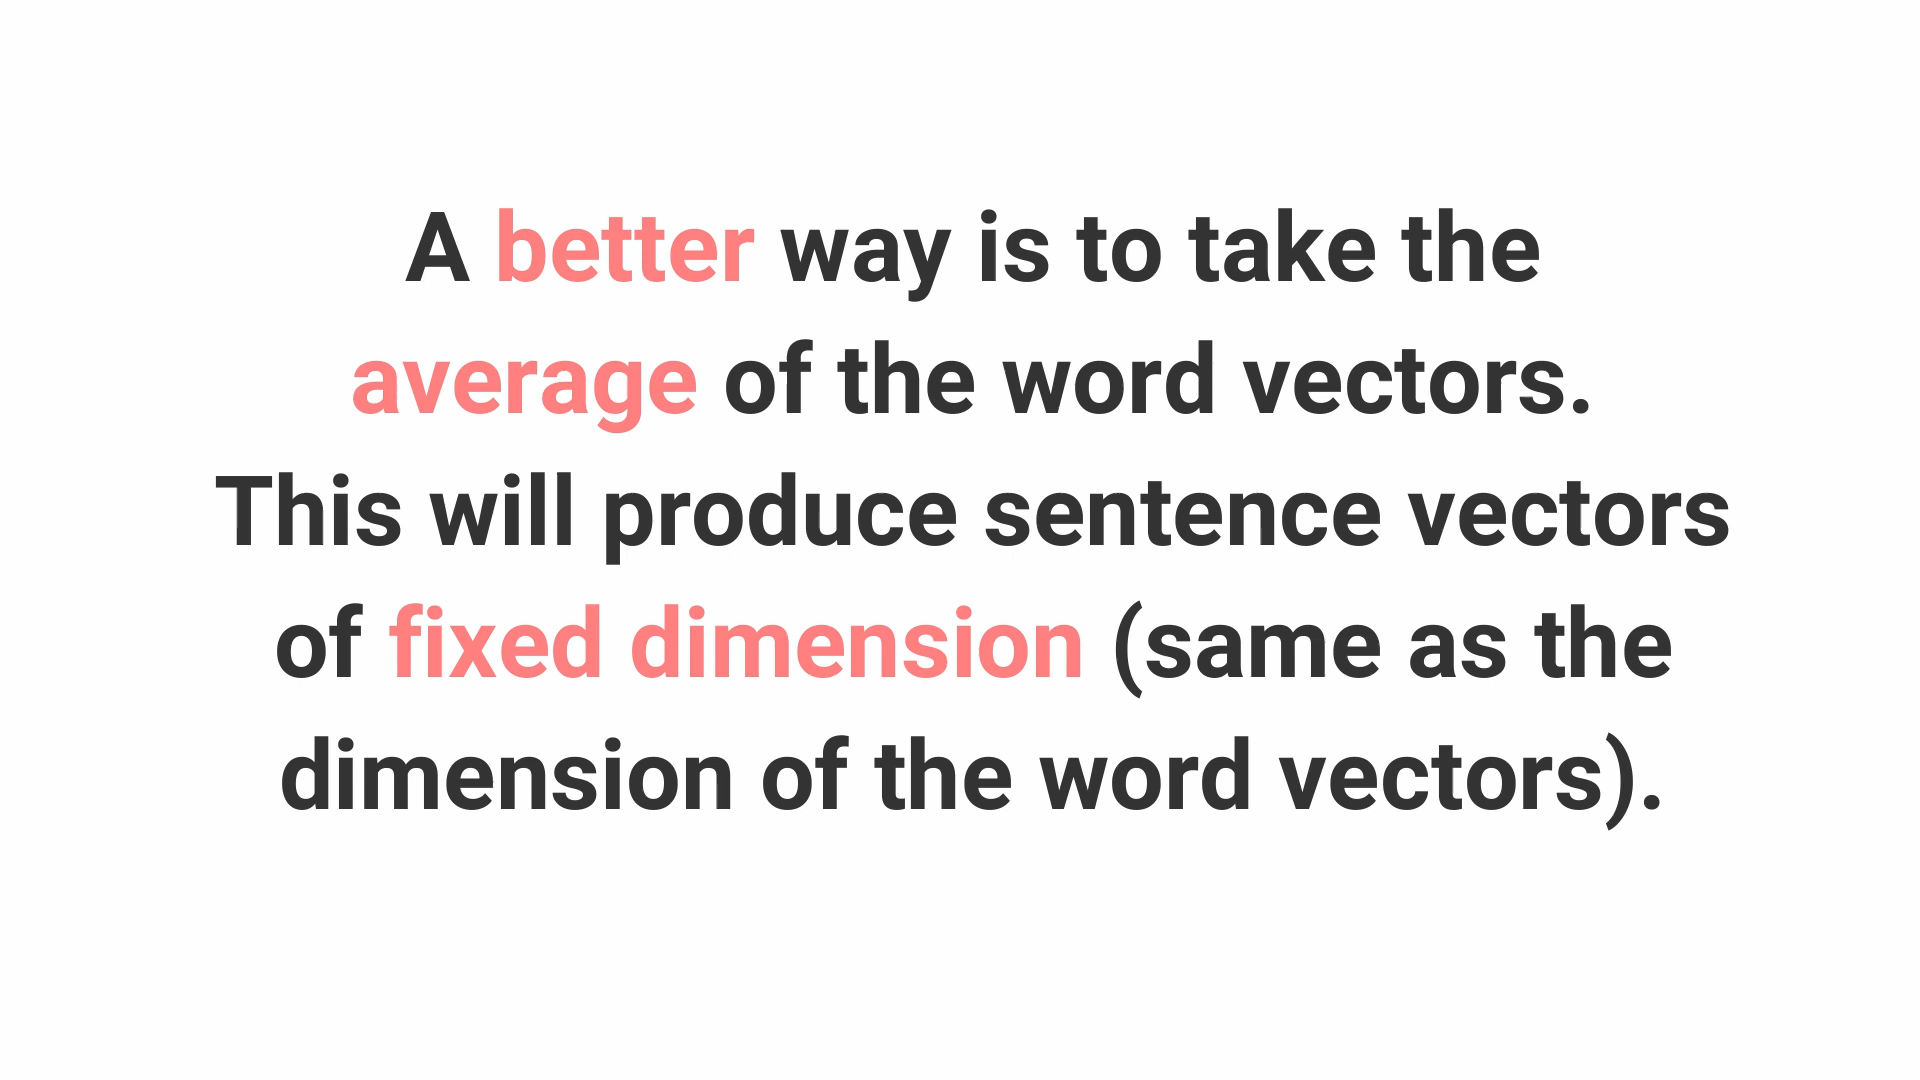 A better way is to take the
average of the word vectors.
This will produce sentence vectors
of fixed dimension (same as the
dimension of the word vectors).